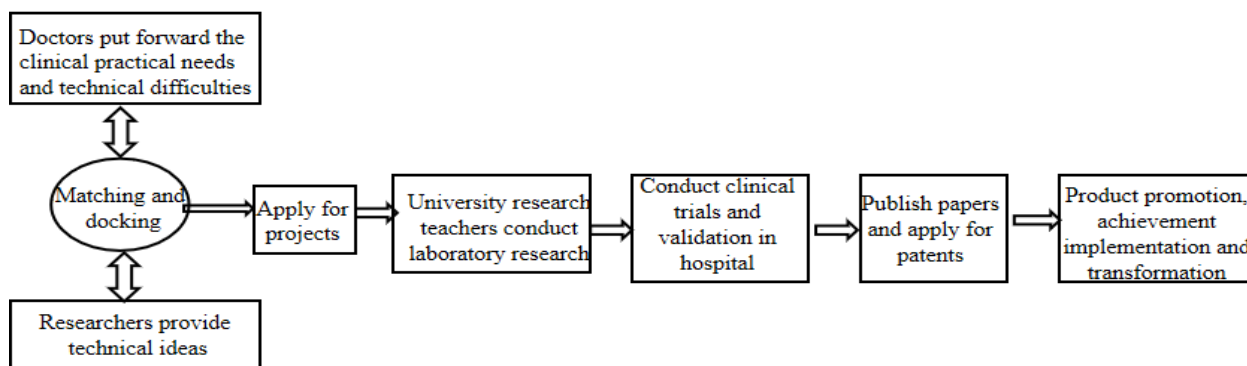 Doctors put forward the
clinical practical needs
and technical difficulties
Matching and
docking
Researchers provide
technical ideas
Apply for
projects
University research
teachers conduct
laboratory research
Conduct clinical
trials and
validation in
hospital
Publish papers
and apply for
patents
Product promotion,
achievement
implementation and
transformation